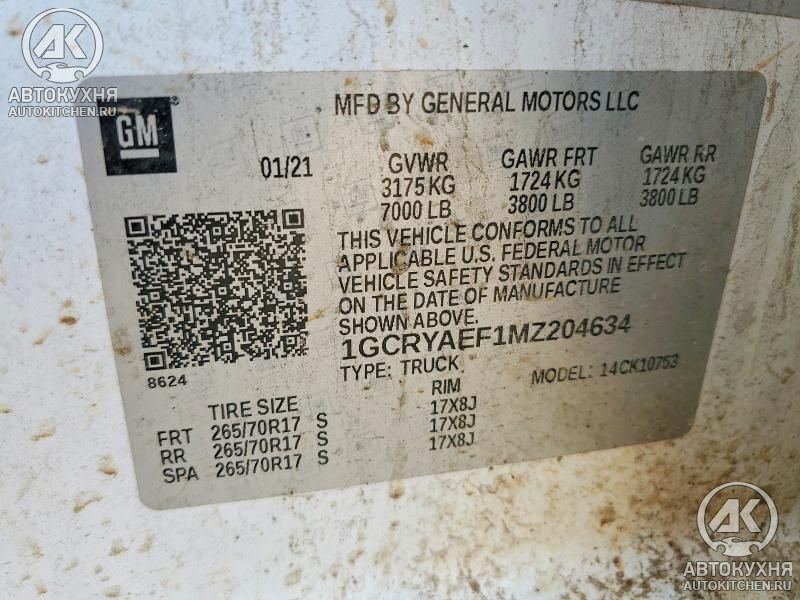 АК
АВТОКУХНЯ
AUTOKITCHEN.RU
GM
MFD BY GENERAL MOTORS LLC
01/21
GVWR GAWR FRT GAWR RR
3175 KG 1724 KG 1724 KG
7000 LB 3800 LB 3800 LB
THIS VEHICLE CONFORMS TO ALL
APPLICABLE U.S. FEDERAL MOTOR
VEHICLE SAFETY STANDARDS IN EFFECT
ON THE DATE OF MANUFACTURE
SHOWN ABOVE.
1GCRYAEF1MZ204634
8624
TYPE: TRUCK MODEL: 14CK10753
TIRE SIZE RIM
FRT 265/70R17 S 17X8J
RR 265/70R17 S 17X8J
SPA 265/70R17 S 17X8J
АК
АВТОКУХНЯ
AUTOKITCHEN.RU